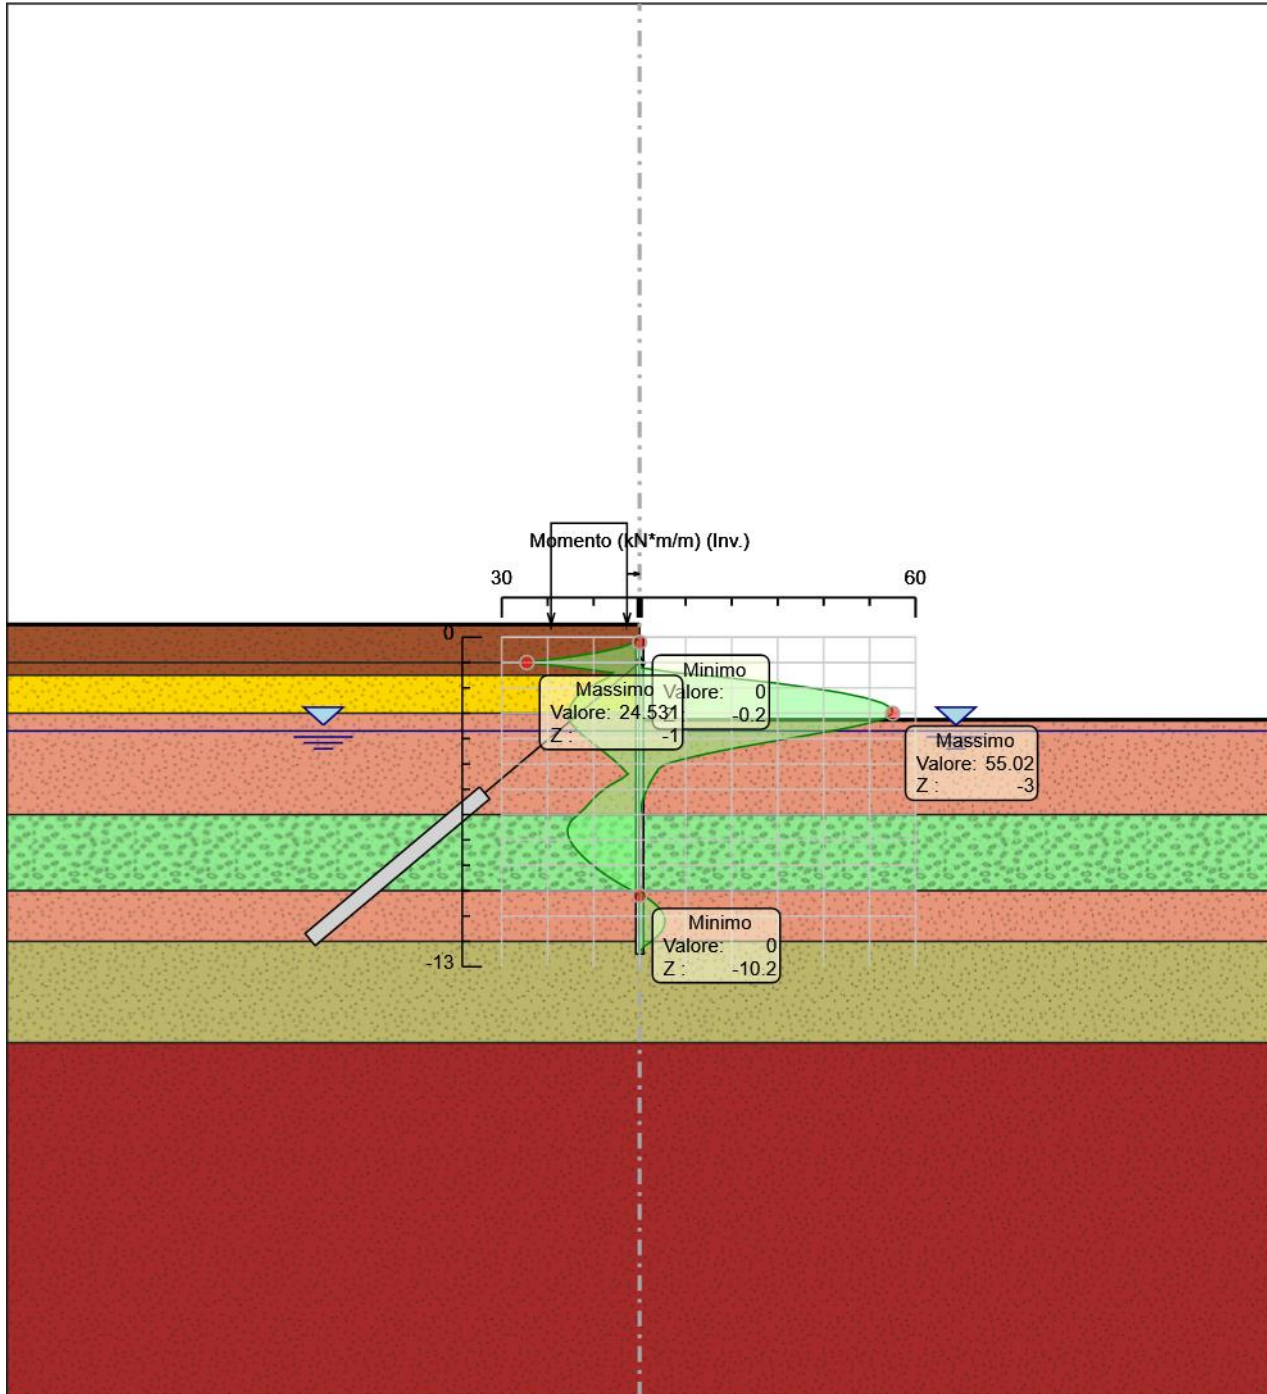 Momento (kN*m/m) (Inv.)
30
60
0
Minimo
Valore: 0
-0.2
Massimo
Valore: 24.531
Z : -1
Massimo
Valore: 55.02
Z : -3
Minimo
Valore: 0
Z : -10.2
-13